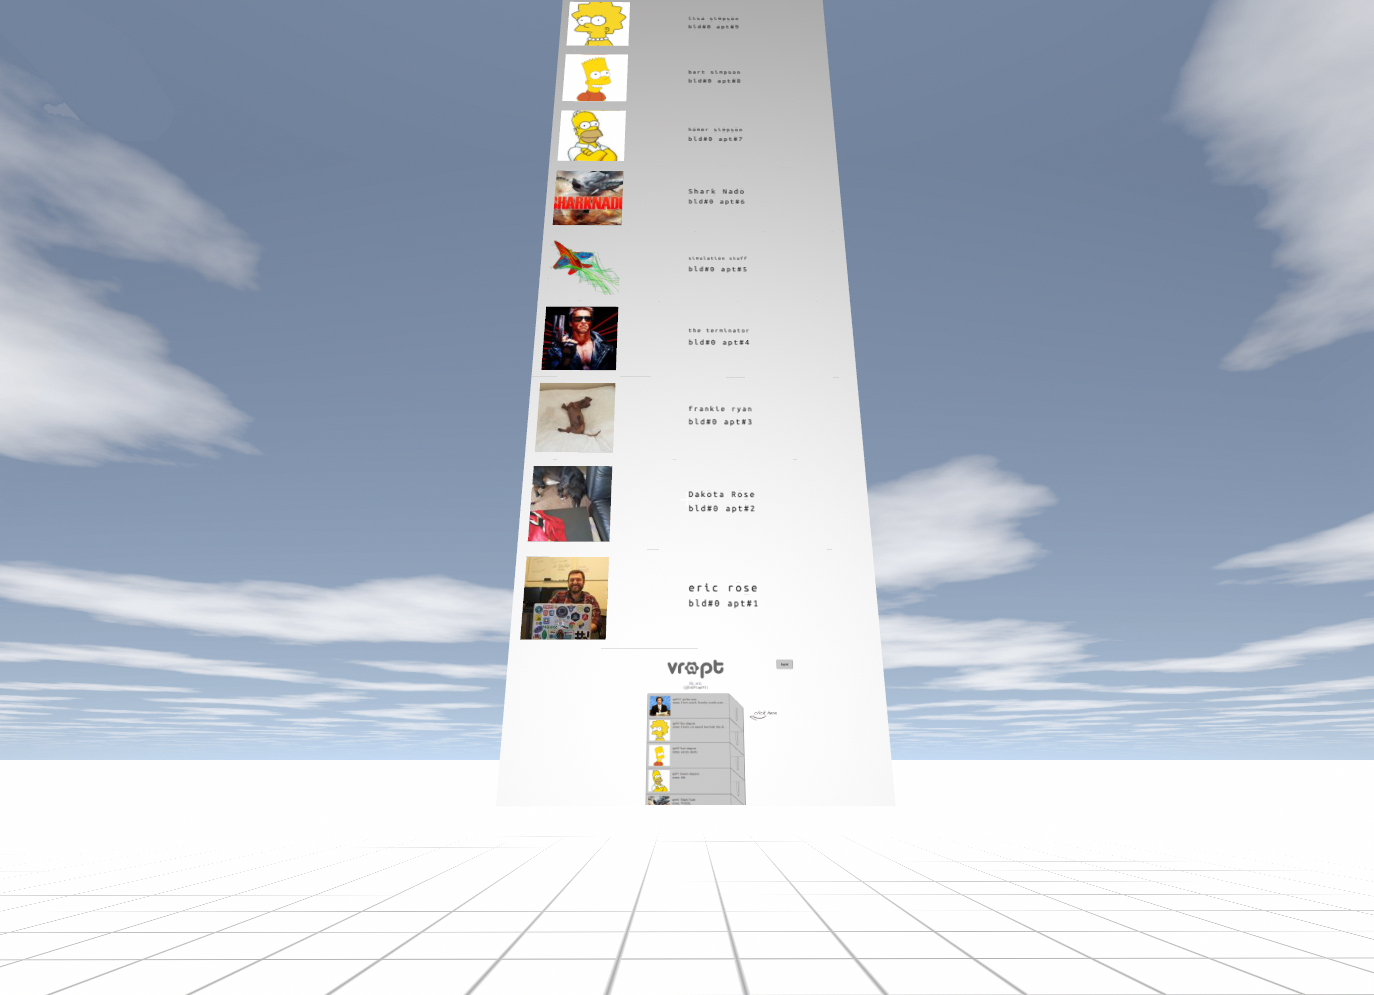 lisa simpson
bld#0 apt#9
bart simpson
bld#0 apt#8
homer simpson
bld#0 apt#7
SHARKNAD
Shark Nado
bld#0 apt#6
simulation stuff
bld#0 apt#5
the terminator
bld#0 apt#4
frankie ryan
bld#0 apt#3
Dakota Rose
bld#0 apt#2
eric rose
bld#0 apt#1
vrapt
click here